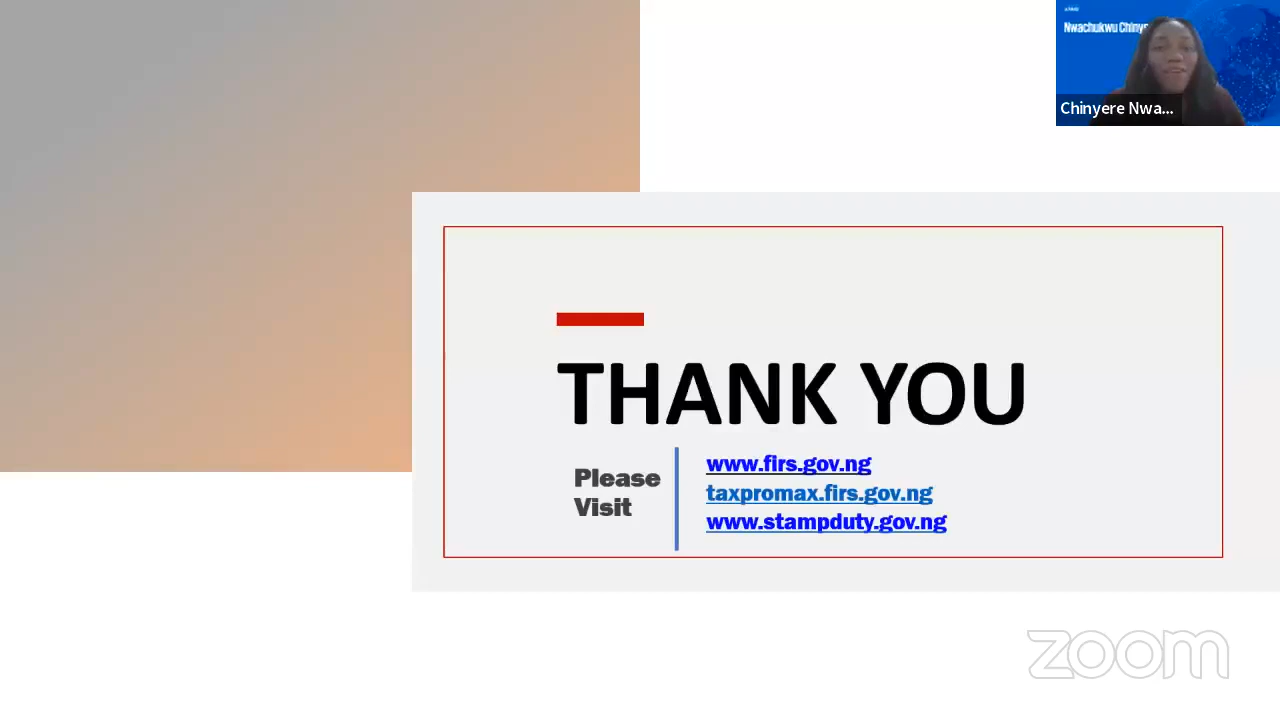 Nwachukwu Chiny
Chinyere Nwa...
THANK YOU
Please
Visit
www.firs.gov.ng
taxpromax.firs.gov.ng
www.stampduty.gov.ng
zoom